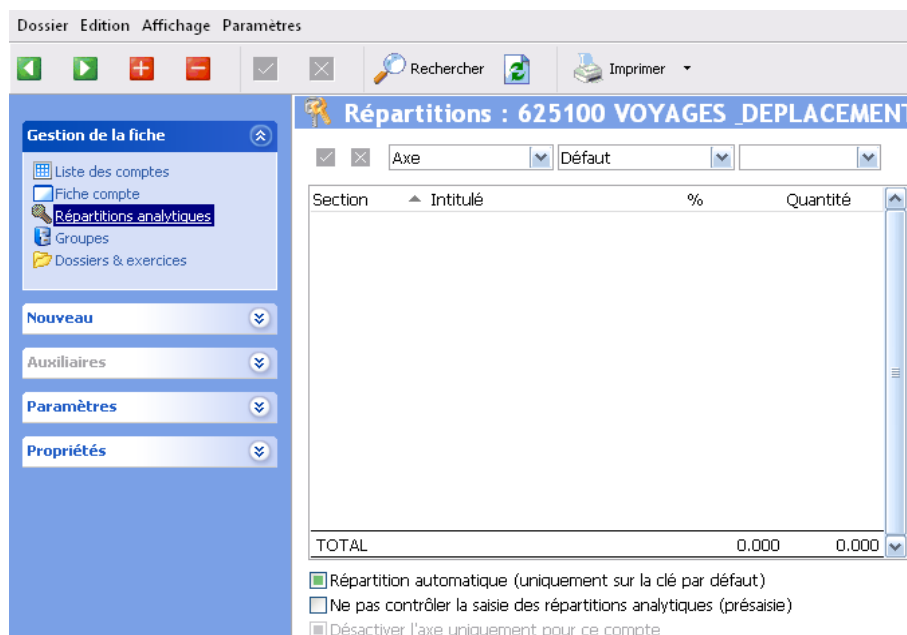 Dossier Edition Affichage Paramètres
Rechercher Imprimer
Répartitions : 625100 VOYAGES _DEPLACEMENT
Gestion de la fiche
Liste des comptes
Fiche compte
Répartitions analytiques
Groupes
Dossiers & exercices
Nouveau
Auxiliaires
Paramètres
Propriétés
Axe Défaut
Section Intitulé % Quantité
TOTAL 0.000 0.000
Répartition automatique (uniquement sur la clé par défaut)
Ne pas contrôler la saisie des répartitions analytiques (présaisie)
Désactiver l'axe uniquement pour ce compte